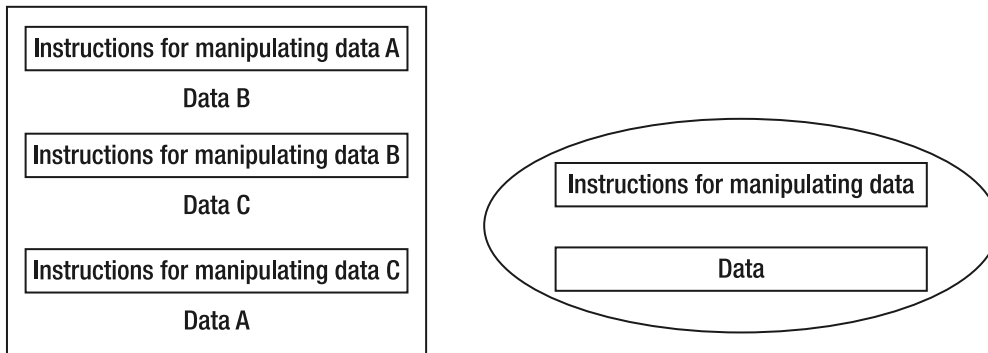 Instructions for manipulating data A
Data B
Instructions for manipulating data B
Data C
Instructions for manipulating data C
Data A
Instructions for manipulating data
Data